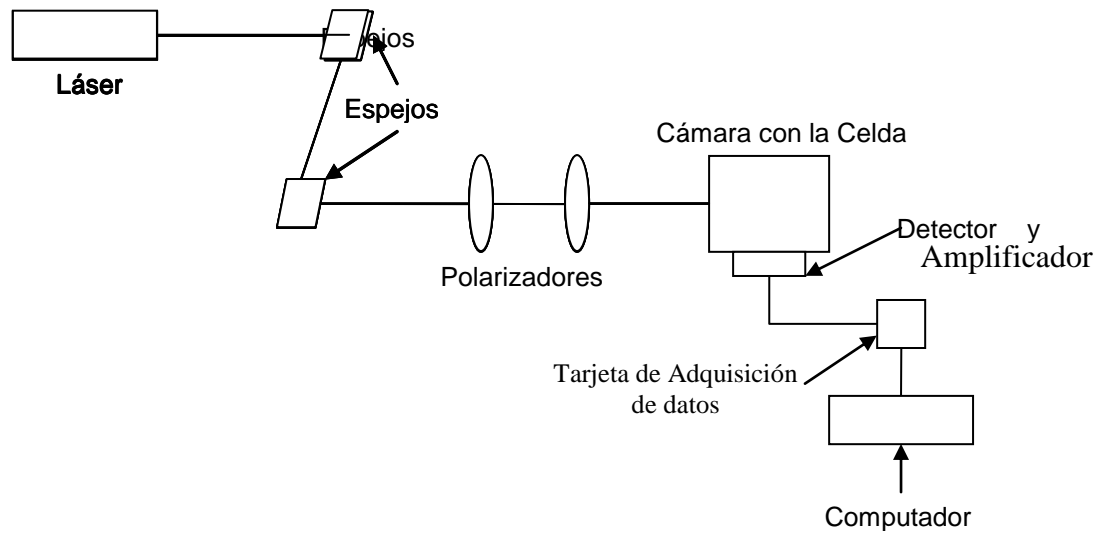 Láser
Espejos
Cámara con la Celda
Detector y
Amplificador
Polarizadores
Tarjeta de Adquisición
de datos
Computador